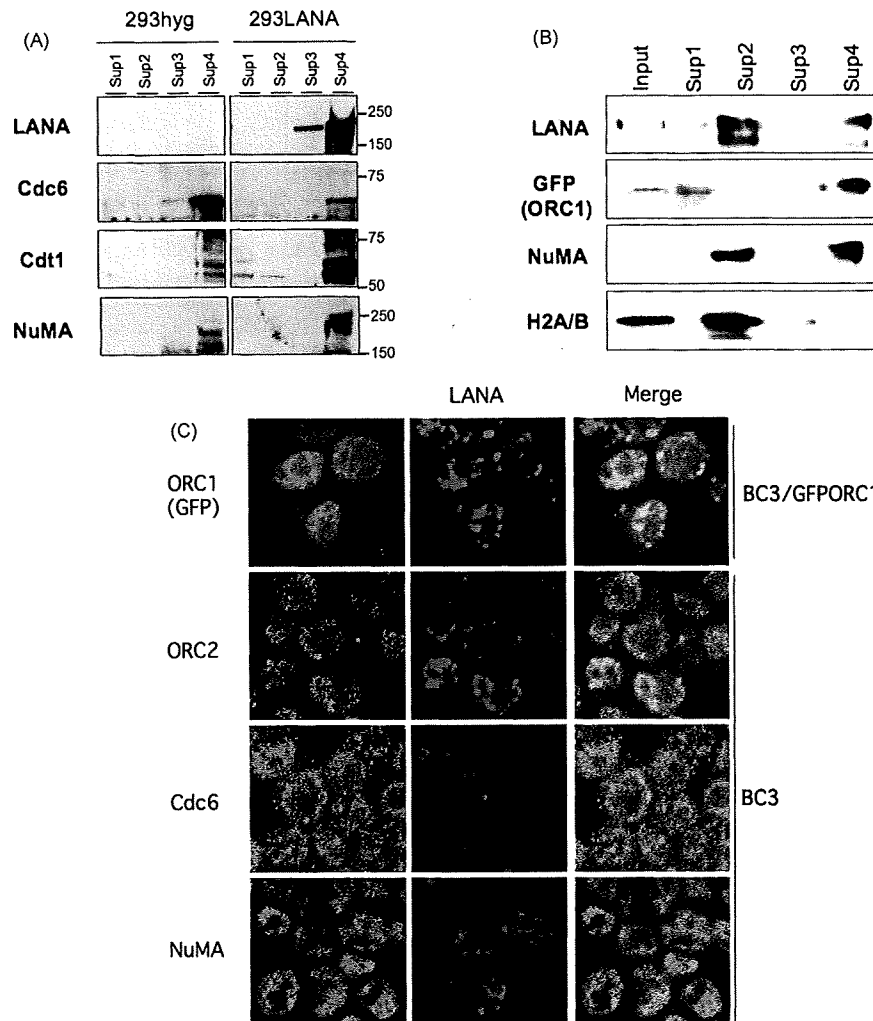 (A)
293hyg 293LANA
Sup1 Sup2 Sup3 Sup4 Sup1 Sup2 Sup3 Sup4
LANA
250
150
Cdc6
75
Cdt1
75
50
NuMA
250
150
(B)
Input Sup1 Sup2 Sup3 Sup4
LANA
GFP
(ORC1)
NuMA
H2A/B
(C)
LANA Merge
ORC1
(GFP)
BC3/GFPORC1
ORC2
Cdc6
BC3
NuMA